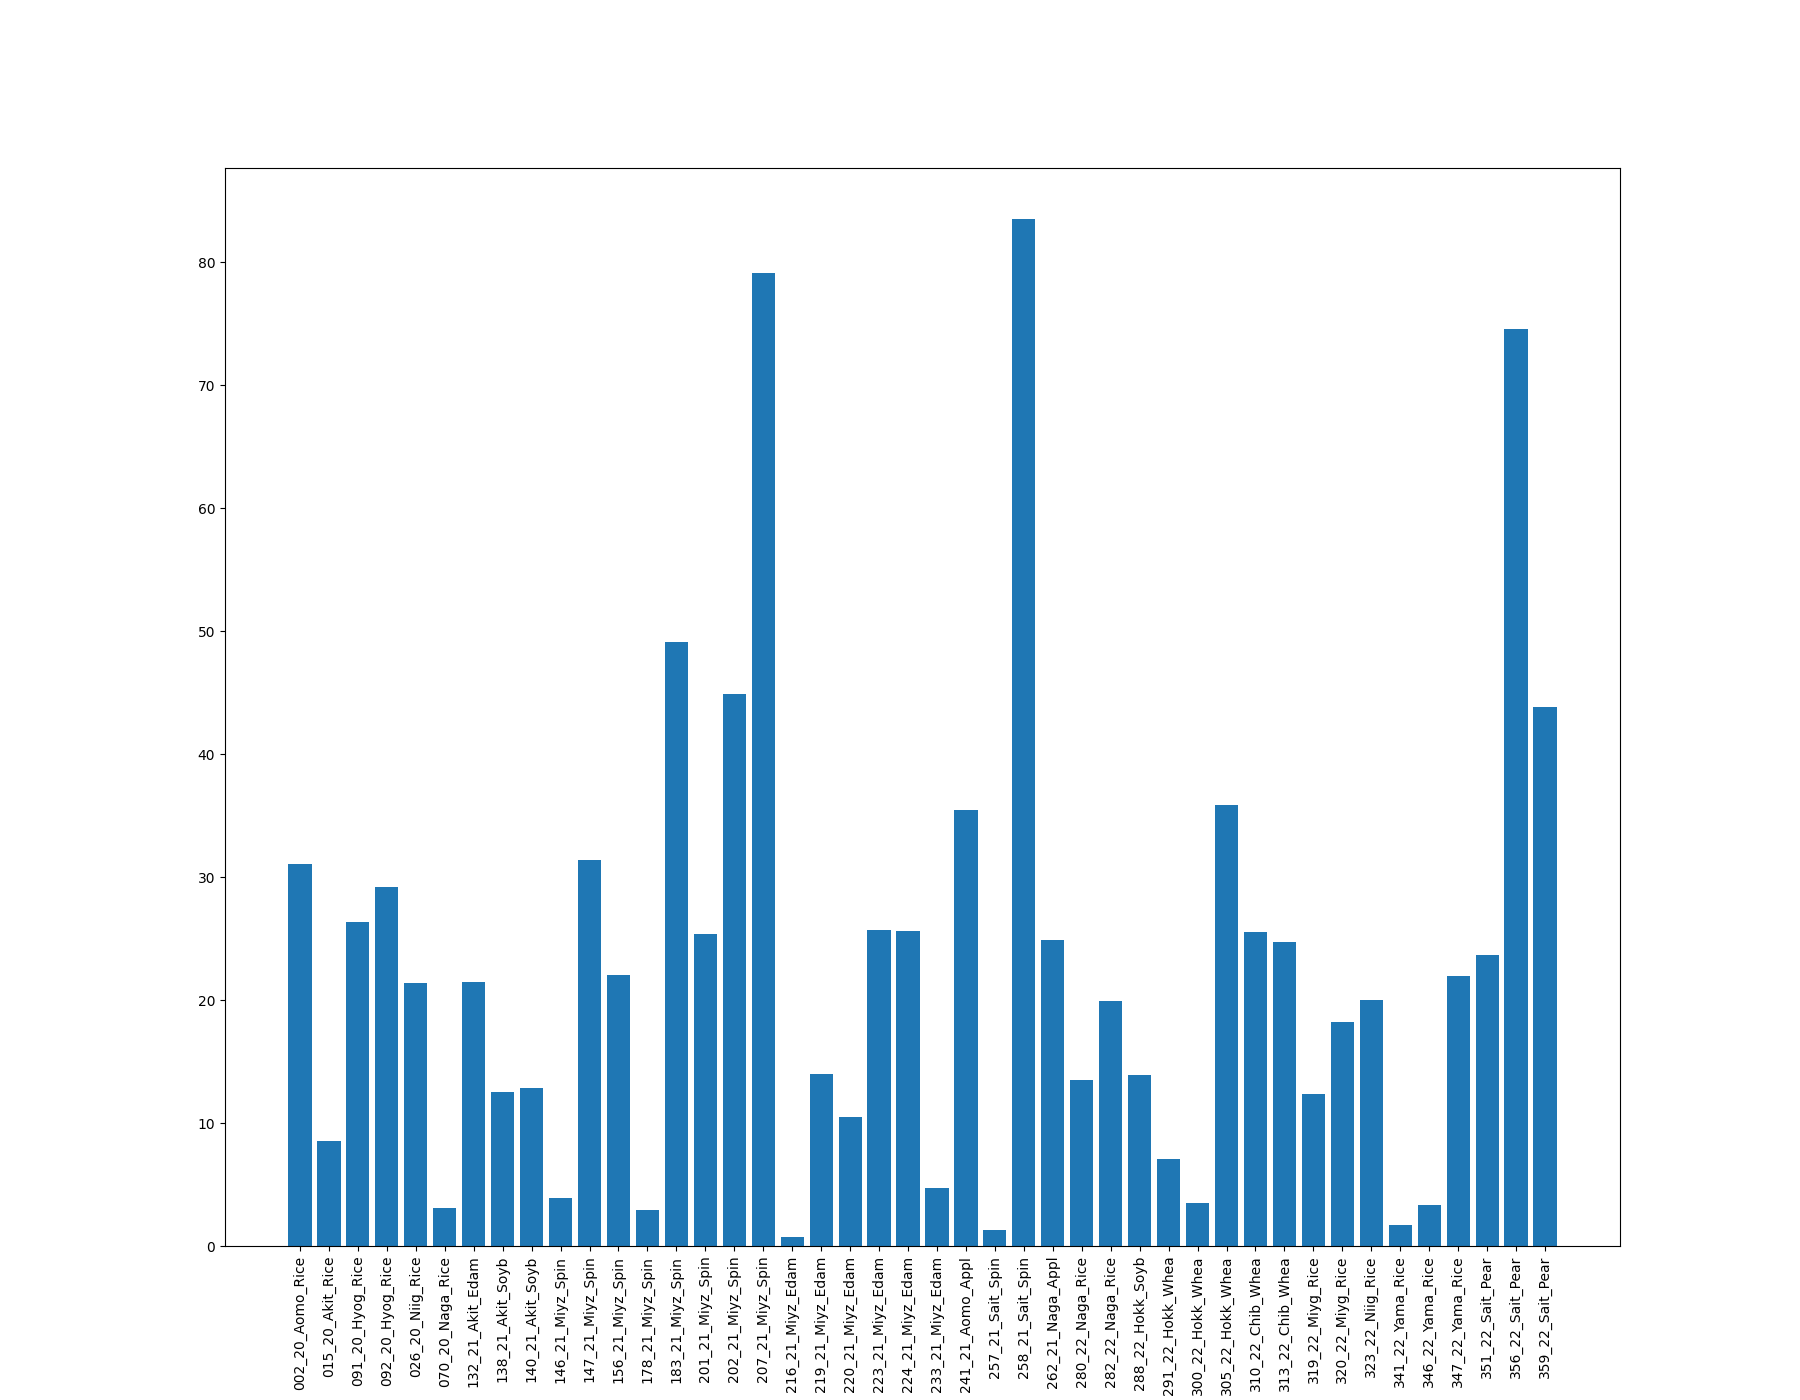 80
70
60
50
40
30
20
10
0
002_20_Aomo_Rice
015_20_Akit_Rice
091_20_Hyog_Rice
092_20_Hyog_Rice
026_20_Niig_Rice
070_20_Naga_Rice
132_21_Akit_Edam
138_21_Akit_Soyb
140_21_Akit_Soyb
146_21_Miyz_Spin
147_21_Miyz_Spin
156_21_Miyz_Spin
178_21_Miyz_Spin
183_21_Miyz_Spin
201_21_Miyz_Spin
202_21_Miyz_Spin
207_21_Miyz_Spin
216_21_Miyz_Edam
219_21_Miyz_Edam
220_21_Miyz_Edam
223_21_Miyz_Edam
224_21_Miyz_Edam
233_21_Miyz_Edam
241_21_Aomo_Appl
257_21_Sait_Spin
258_21_Sait_Spin
262_21_Naga_Appl
280_22_Naga_Rice
282_22_Naga_Rice
288_22_Hokk_Soyb
291_22_Hokk_Whea
300_22_Hokk_Whea
305_22_Hokk_Whea
310_22_Chib_Whea
313_22_Chib_Whea
319_22_Miyg_Rice
320_22_Miyg_Rice
323_22_Niig_Rice
341_22_Yama_Rice
346_22_Yama_Rice
347_22_Yama_Rice
351_22_Sait_Pear
356_22_Sait_Pear
359_22_Sait_Pear